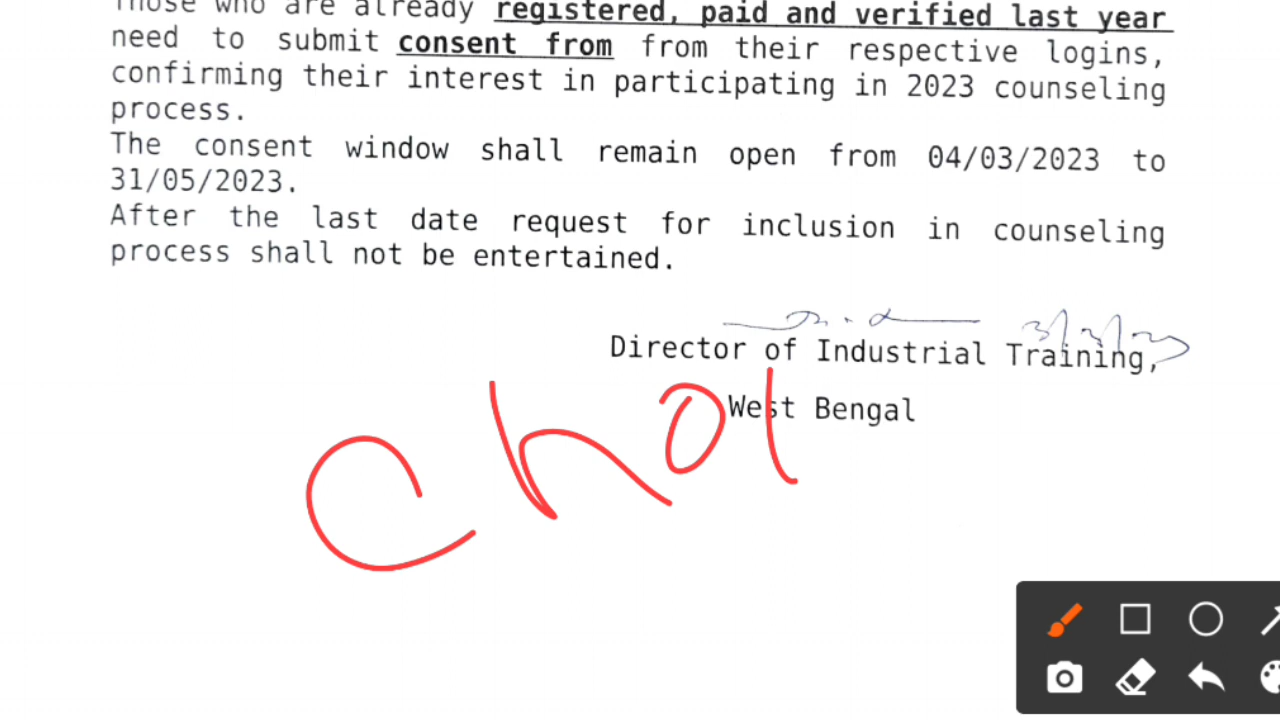 Those who are already registered, paid and verified last year
need to submit consent from from their respective logins,
confirming their interest in participating in 2023 counseling
process.
The consent window shall remain open from 04/03/2023 to
31/05/2023.
After the last date request for inclusion in counseling
process shall not be entertained.
Director of Industrial Training,
West Bengal
chol